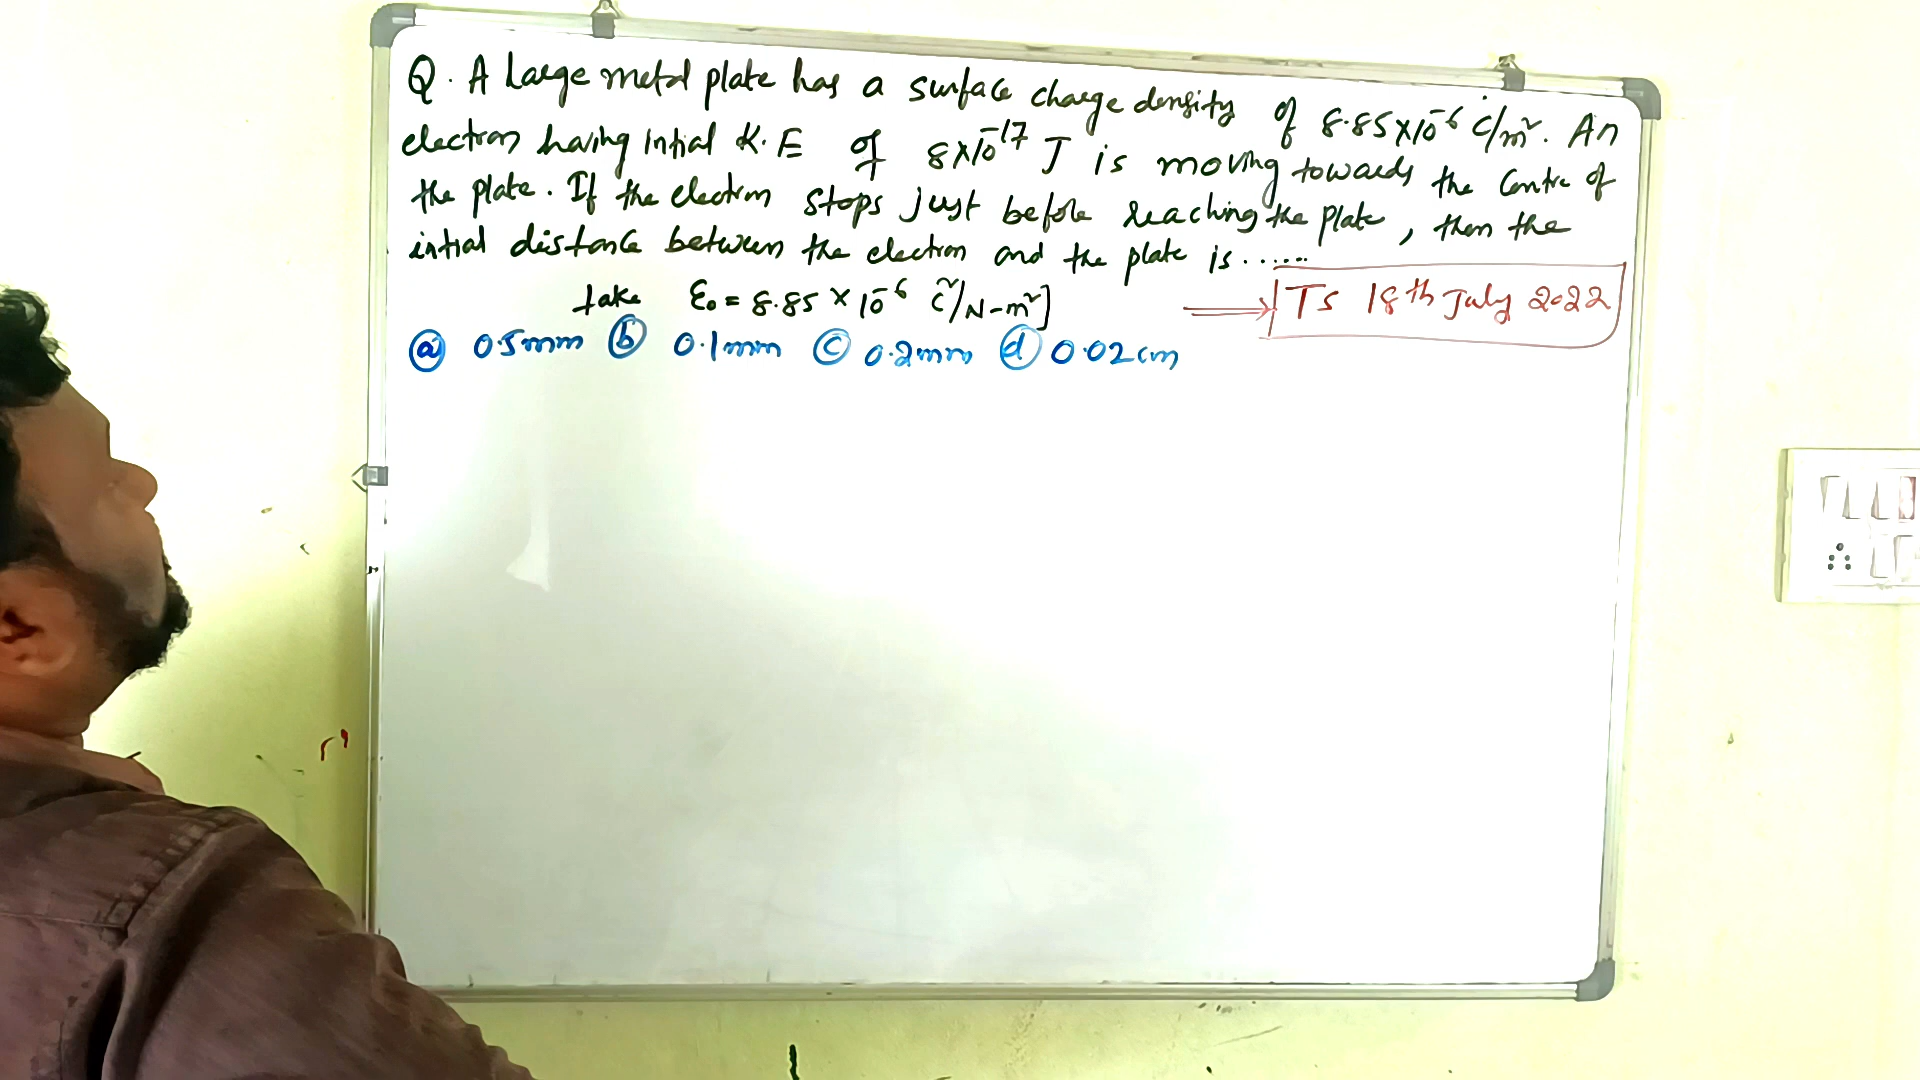 Q. A large metal plate has a surface charge density of 8.85×10⁻⁶ C/m². An
electron having intial K.E of 8×10⁻¹⁷ J is moving towards the Centre of
the plate. If the electron stops just before reaching the plate, then the
intial distance between the electron and the plate is ......
take ε₀ = 8.85 × 10⁻⁶ C²/N-m²]
⇒ TS 18th July 2022
ⓐ 0.5mm ⓑ 0.1mm ⓒ 0.2mm ⓓ 0.02cm